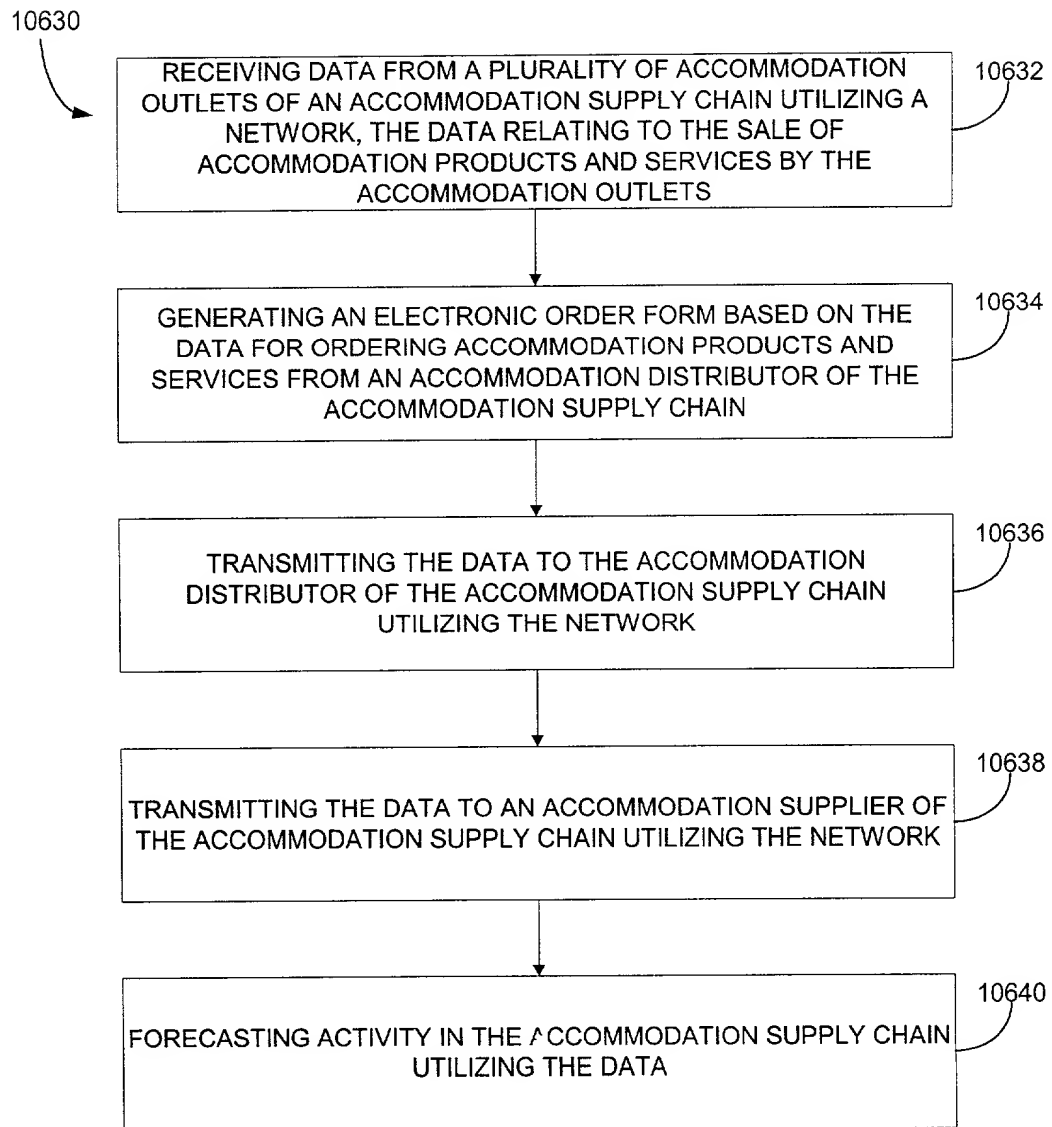 10630
RECEIVING DATA FROM A PLURALITY OF ACCOMMODATION
OUTLETS OF AN ACCOMMODATION SUPPLY CHAIN UTILIZING A
NETWORK, THE DATA RELATING TO THE SALE OF
ACCOMMODATION PRODUCTS AND SERVICES BY THE
ACCOMMODATION OUTLETS
10632
GENERATING AN ELECTRONIC ORDER FORM BASED ON THE
DATA FOR ORDERING ACCOMMODATION PRODUCTS AND
SERVICES FROM AN ACCOMMODATION DISTRIBUTOR OF THE
ACCOMMODATION SUPPLY CHAIN
10634
TRANSMITTING THE DATA TO THE ACCOMMODATION
DISTRIBUTOR OF THE ACCOMMODATION SUPPLY CHAIN
UTILIZING THE NETWORK
10636
TRANSMITTING THE DATA TO AN ACCOMMODATION SUPPLIER OF
THE ACCOMMODATION SUPPLY CHAIN UTILIZING THE NETWORK
10638
FORECASTING ACTIVITY IN THE ACCOMMODATION SUPPLY CHAIN
UTILIZING THE DATA
10640